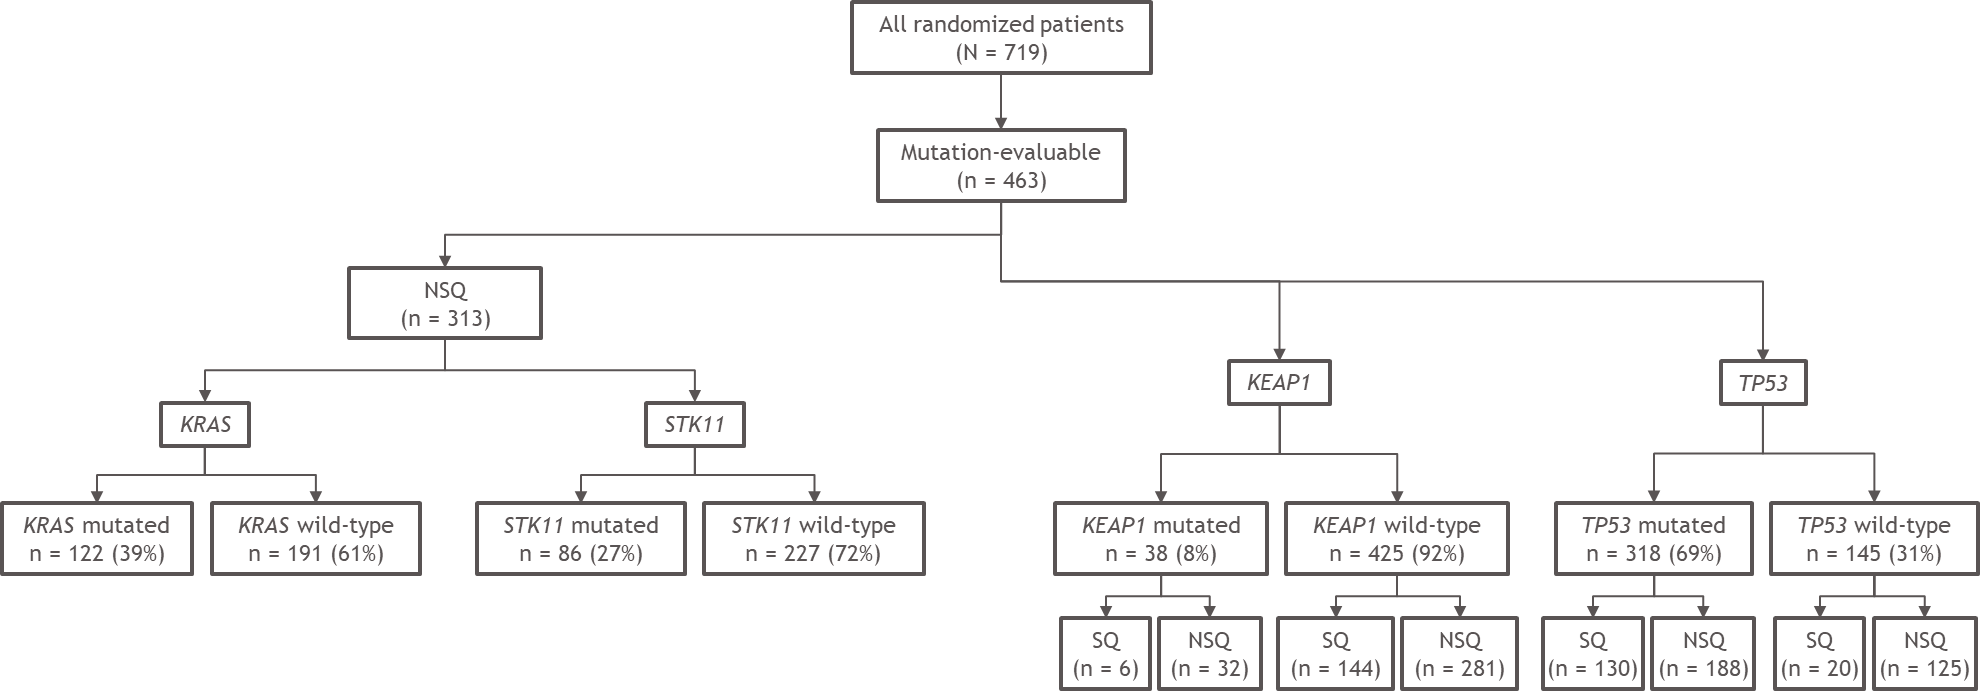 All randomized patients
(N = 719)
Mutation-evaluable
(n = 463)
NSQ
(n = 313)
KRAS
STK11
KEAP1
TP53
KRAS mutated
n = 122 (39%)
KRAS wild-type
n = 191 (61%)
STK11 mutated
n = 86 (27%)
STK11 wild-type
n = 227 (72%)
KEAP1 mutated
n = 38 (8%)
KEAP1 wild-type
n = 425 (92%)
TP53 mutated
n = 318 (69%)
TP53 wild-type
n = 145 (31%)
SQ
(n = 6)
NSQ
(n = 32)
SQ
(n = 144)
NSQ
(n = 281)
SQ
(n = 130)
NSQ
(n = 188)
SQ
(n = 20)
NSQ
(n = 125)